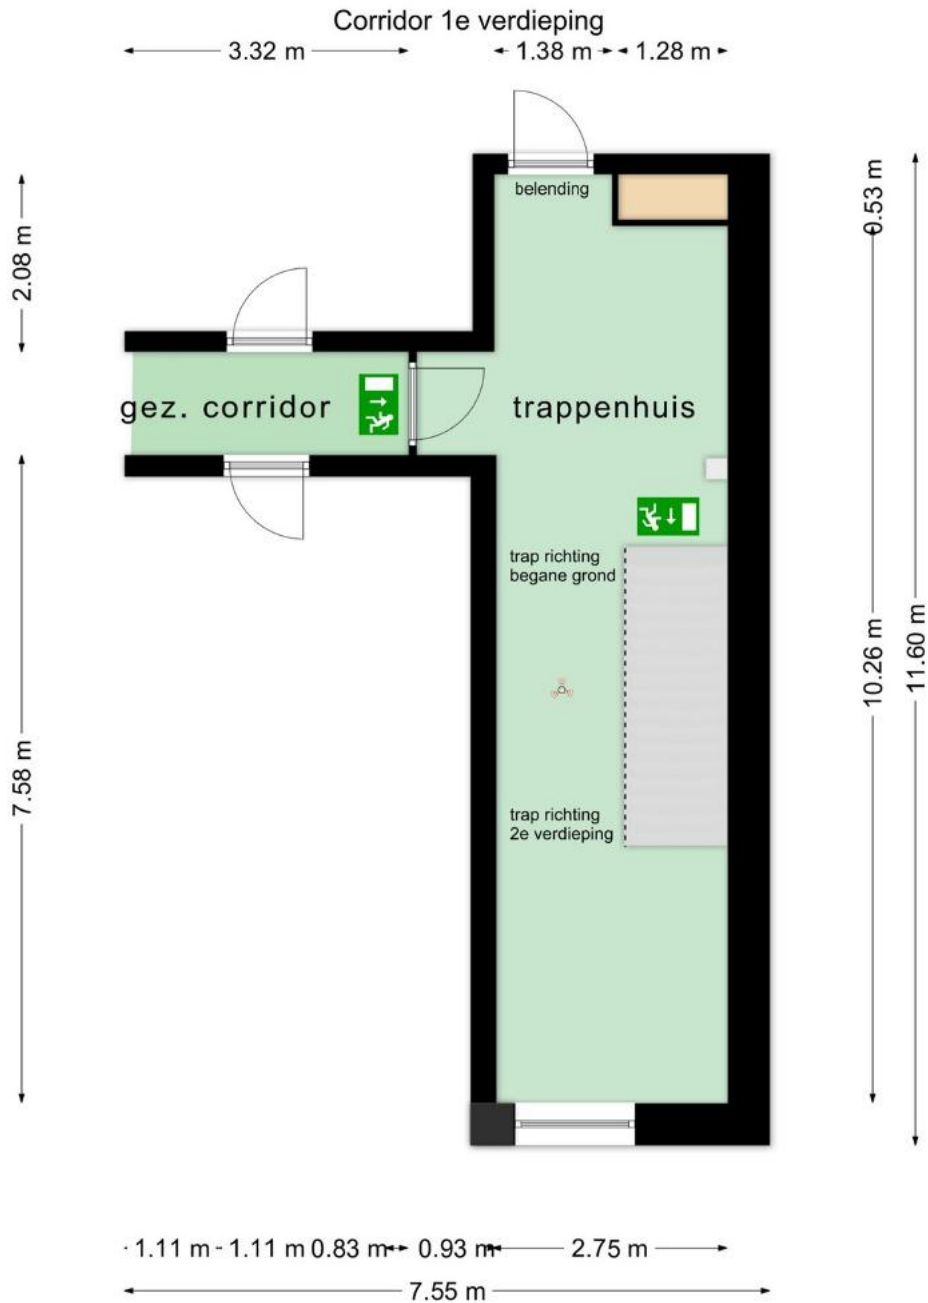 Corridor 1e verdieping
3.32 m
1.38 m
1.28 m
belending
0.53 m
2.08 m
gez. corridor
trappenhuis
trap richting
begane grond
10.26 m
11.60 m
7.58 m
trap richting
2e verdieping
1.11 m
1.11 m
0.83 m
0.93 m
2.75 m
7.55 m